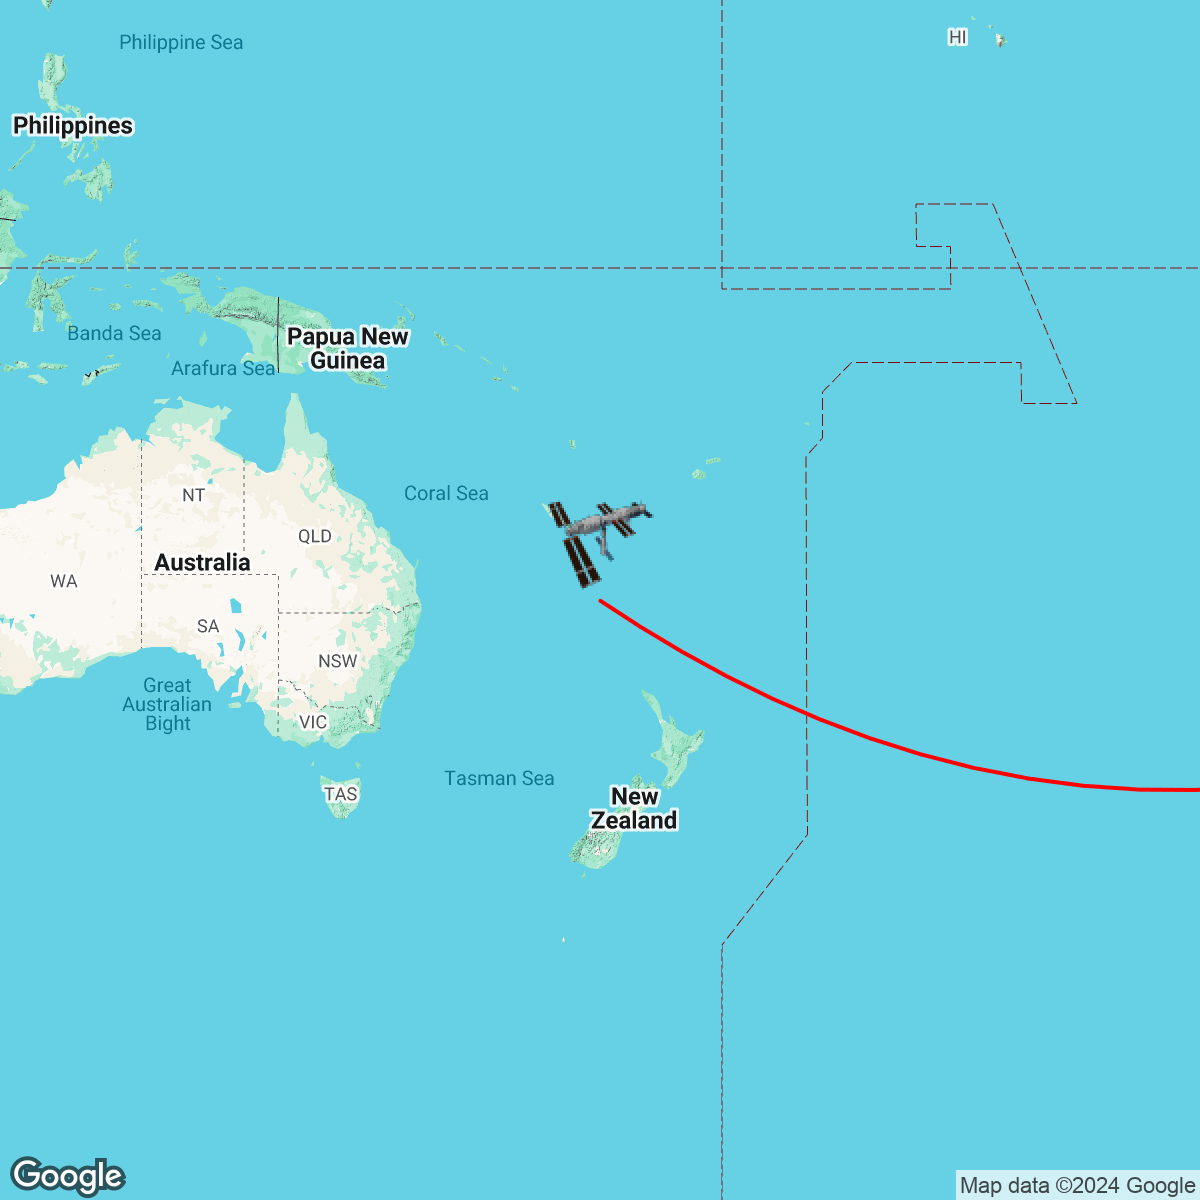 Philippine Sea
HI
Philippines
Banda Sea
Papua New
Guinea
Arafura Sea
Coral Sea
NT
QLD
Australia
WA
SA
NSW
Great
Australian
Bight
VIC
Tasman Sea
TAS
New
Zealand
Google
Map data ©2024 Google